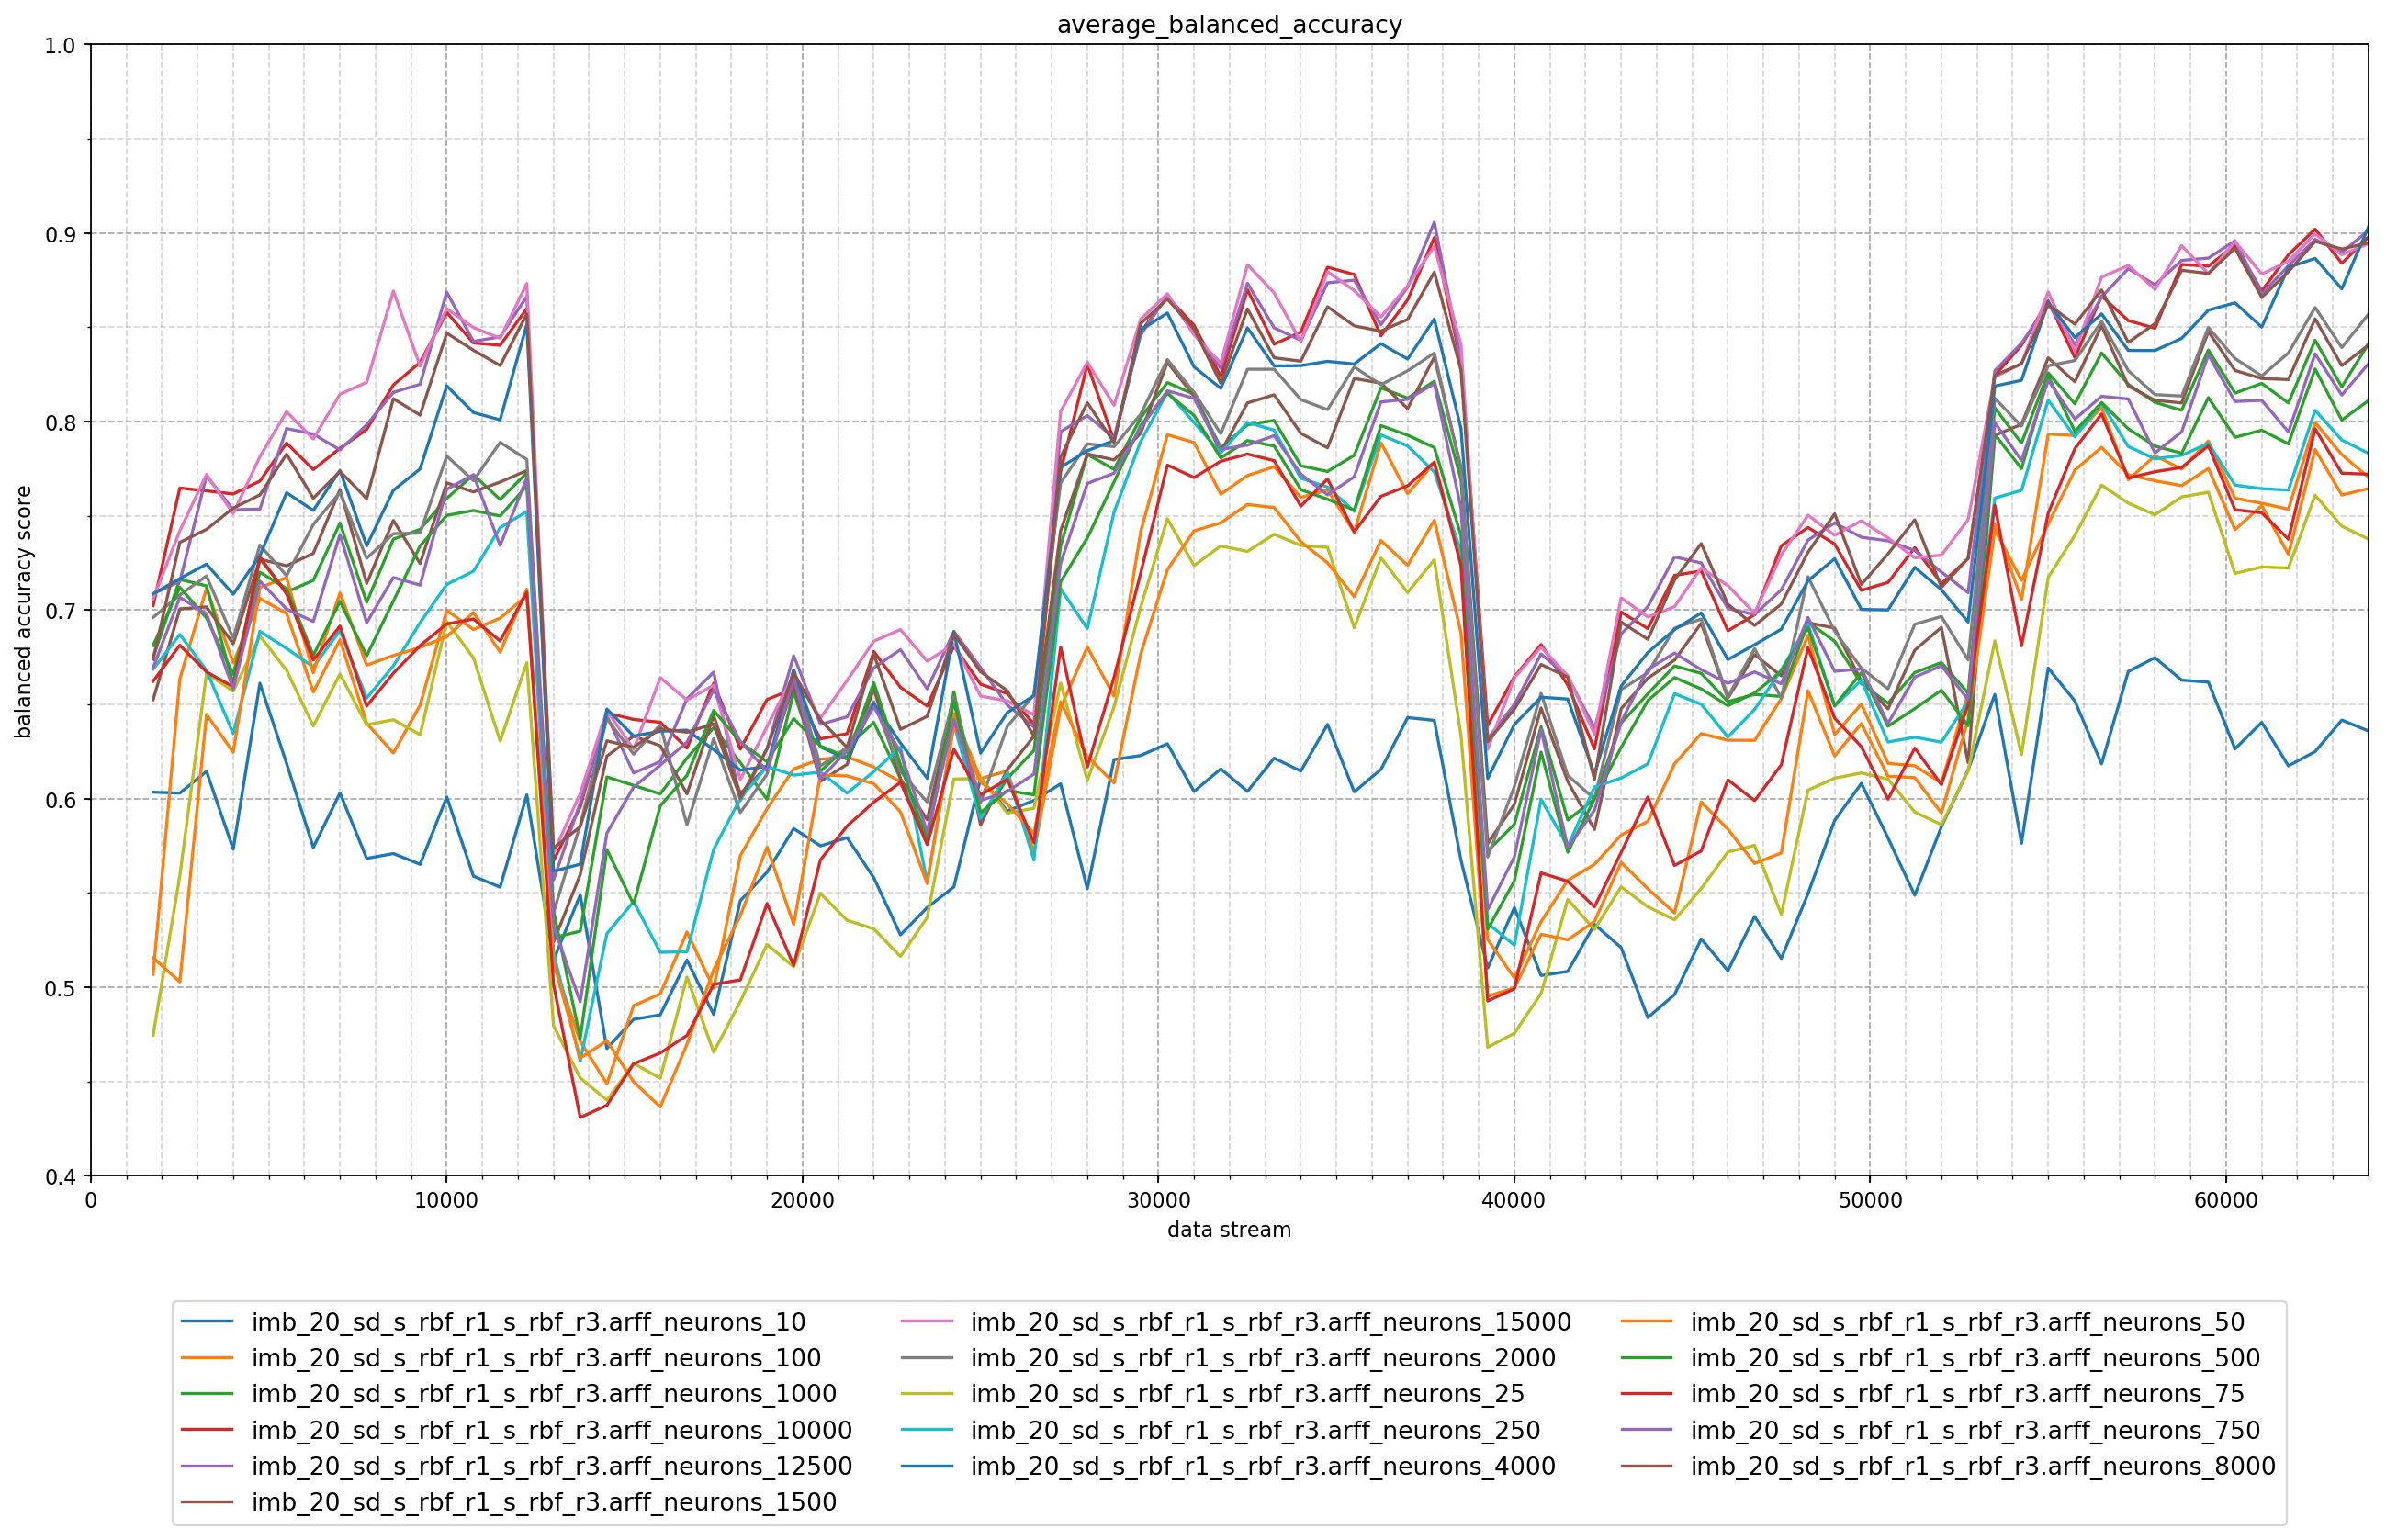 average_balanced_accuracy
1.0
0.9
0.8
0.7
0.6
0.5
0.4
balanced accuracy score
0 10000 20000 30000 40000 50000 60000
data stream
imb_20_sd_s_rbf_r1_s_rbf_r3.arff_neurons_10
imb_20_sd_s_rbf_r1_s_rbf_r3.arff_neurons_100
imb_20_sd_s_rbf_r1_s_rbf_r3.arff_neurons_1000
imb_20_sd_s_rbf_r1_s_rbf_r3.arff_neurons_10000
imb_20_sd_s_rbf_r1_s_rbf_r3.arff_neurons_12500
imb_20_sd_s_rbf_r1_s_rbf_r3.arff_neurons_1500
imb_20_sd_s_rbf_r1_s_rbf_r3.arff_neurons_15000
imb_20_sd_s_rbf_r1_s_rbf_r3.arff_neurons_2000
imb_20_sd_s_rbf_r1_s_rbf_r3.arff_neurons_25
imb_20_sd_s_rbf_r1_s_rbf_r3.arff_neurons_250
imb_20_sd_s_rbf_r1_s_rbf_r3.arff_neurons_4000
imb_20_sd_s_rbf_r1_s_rbf_r3.arff_neurons_50
imb_20_sd_s_rbf_r1_s_rbf_r3.arff_neurons_500
imb_20_sd_s_rbf_r1_s_rbf_r3.arff_neurons_75
imb_20_sd_s_rbf_r1_s_rbf_r3.arff_neurons_750
imb_20_sd_s_rbf_r1_s_rbf_r3.arff_neurons_8000